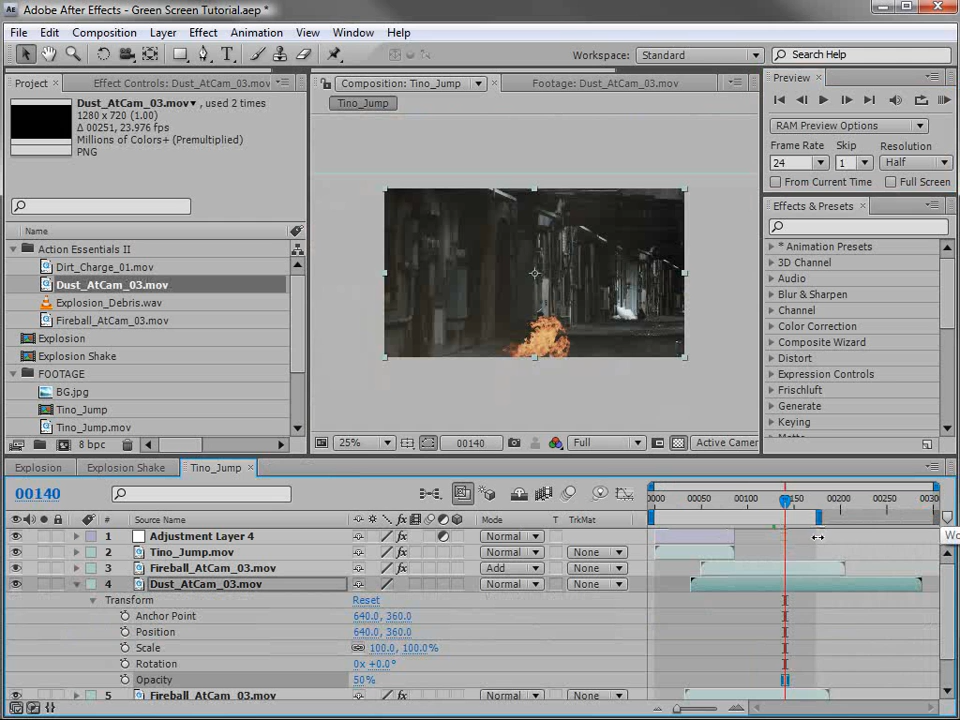 Adobe After Effects - Green Screen Tutorial.aep *
File Edit Composition Layer Effect Animation View Window Help
Workspace: Standard Search Help
Project Effect Controls: Dust_AtCam_03.mov
Dust_AtCam_03.mov, used 2 times
1280 x 720 (1.00)
Δ 00251, 23.976 fps
Millions of Colors+ (Premultiplied)
PNG
Name
Action Essentials II
Dirt_Charge_01.mov
Dust_AtCam_03.mov
Explosion_Debris.wav
Fireball_AtCam_03.mov
Explosion
Explosion Shake
FOOTAGE
BG.jpg
Tino_Jump
Tino_Jump.mov
8 bpc
Composition: Tino_Jump Footage: Dust_AtCam_03.mov
Tino_Jump
25% 00140 Full Active Camer
Preview
RAM Preview Options
Frame Rate Skip Resolution
24 1 Half
From Current Time Full Screen
Effects & Presets
* Animation Presets
3D Channel
Audio
Blur & Sharpen
Channel
Color Correction
Composite Wizard
Distort
Expression Controls
Frischluft
Generate
Keying
Matte
Explosion Explosion Shake Tino_Jump
00140 0000 00050 00100 00150 00200 00250 0030
# Source Name Mode T TrkMat
1 Adjustment Layer 4 Normal
2 Tino_Jump.mov Normal None
3 Fireball_AtCam_03.mov Add None
4 Dust_AtCam_03.mov Normal None
Transform Reset
Anchor Point 640.0, 360.0
Position 640.0, 360.0
Scale 100.0, 100.0%
Rotation 0x +0.0°
Opacity 50%
5 Fireball_AtCam_03.mov Normal None
Wo